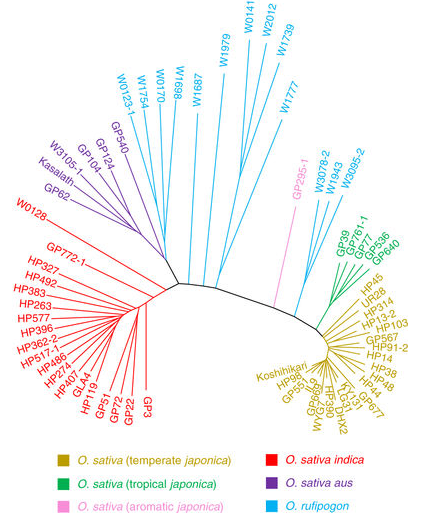 W0141
W2012
W1739
W1979
W1777
W1687
W1698
W0170
W1754
W0123-1
GP540
GP124
GP104
W3105-1
Kasalath
GP62
W0128
GP772-1
HP327
HP492
HP383
HP263
HP577
HP396
HP362-2
HP517-1
HP486
HP274
HP407
GLA4
HP119
GP51
GP72
GP22
GP3
GP295-1
W3078-2
W1943
W3095-2
GP39
GP761-1
GP77
GP536
GP640
HP45
UR28
HP314
HP13-2
HP103
GP567
HP91-2
HP14
HP38
HP48
HP44
GP677
KY131
LG31
DHX2
HP390
Koshihikari
HP98
GP551
O. sativa (temperate japonica)
O. sativa (tropical japonica)
O. sativa (aromatic japonica)
O. sativa indica
O. sativa aus
O. rufipogon